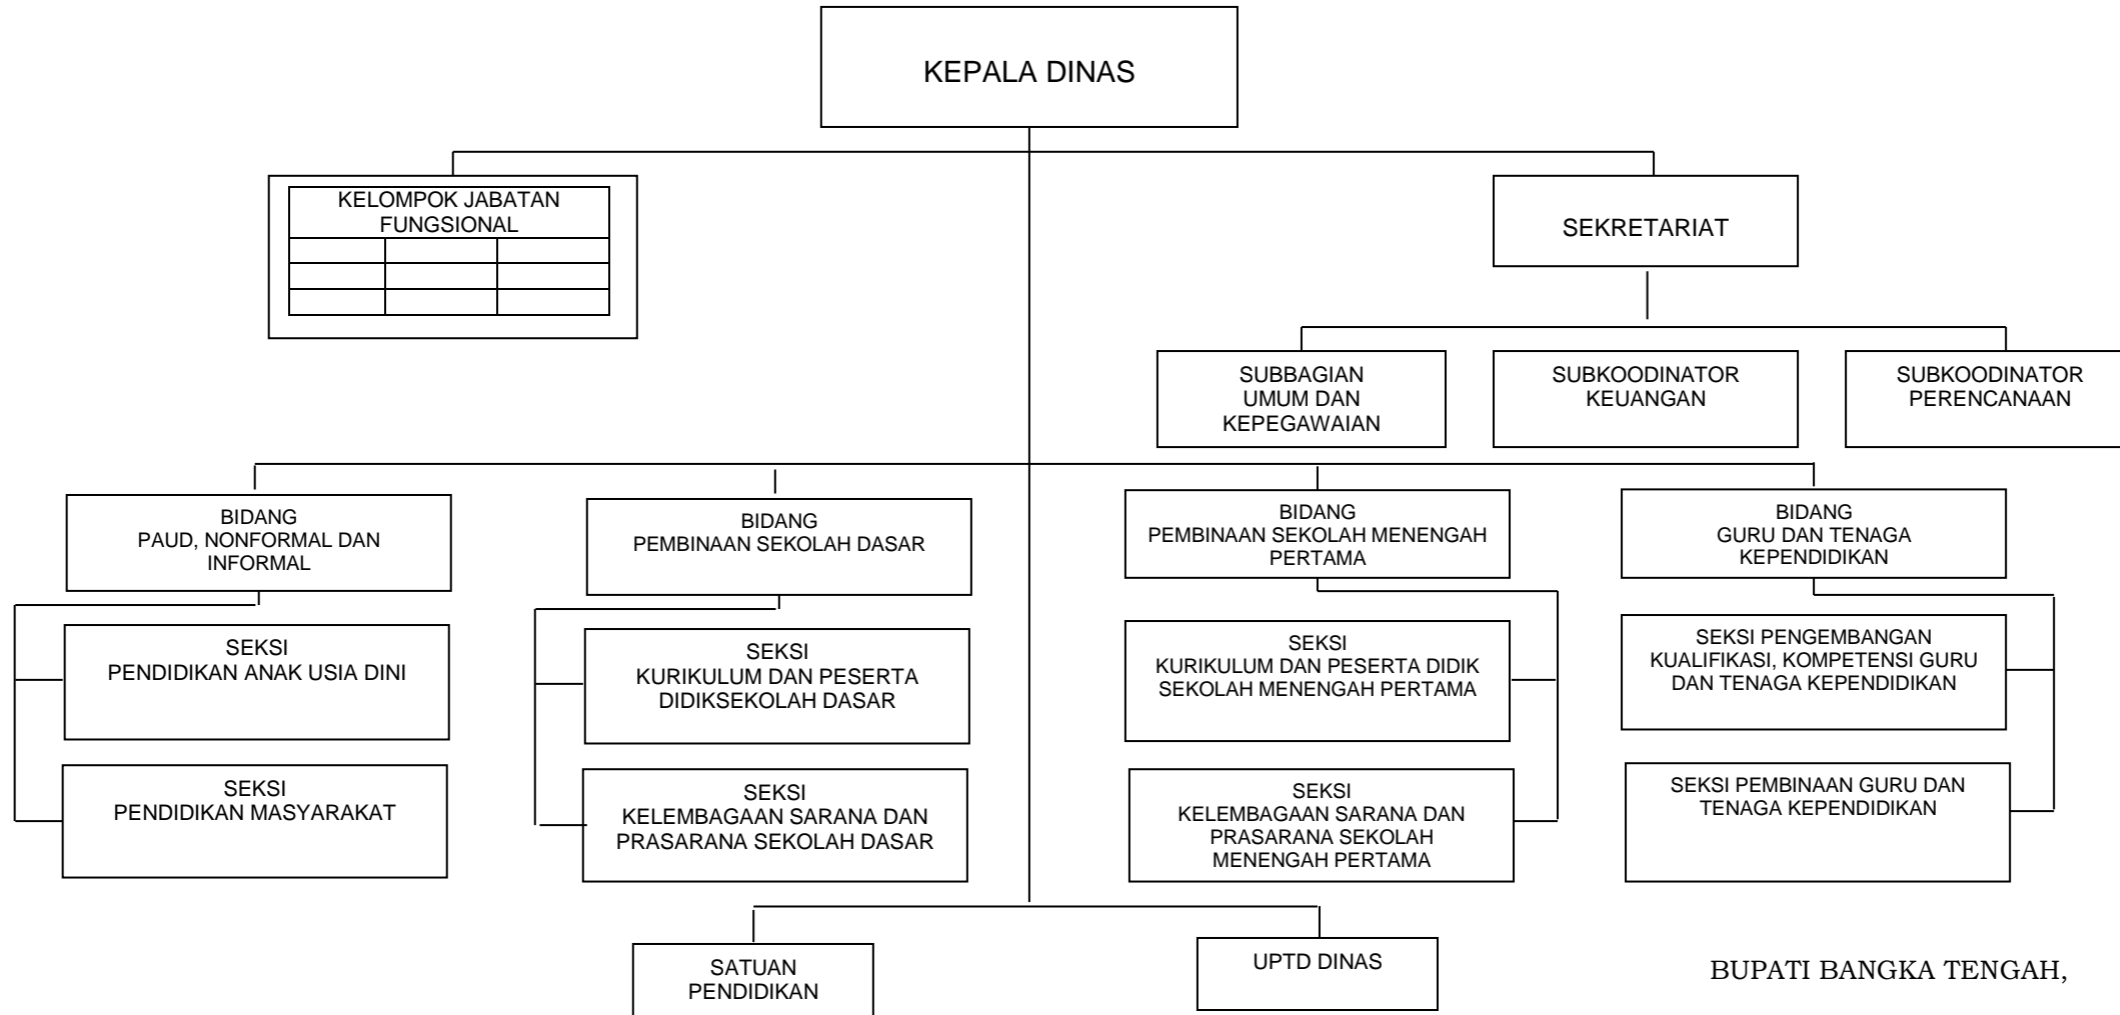 KEPALA DINAS
KELOMPOK JABATAN
FUNGSIONAL
SEKRETARIAT
SUBBAGIAN
UMUM DAN
KEPEGAWAIAN
SUBKOODINATOR
KEUANGAN
SUBKOODINATOR
PERENCANAAN
BIDANG
PAUD, NONFORMAL DAN
INFORMAL
BIDANG
PEMBINAAN SEKOLAH DASAR
BIDANG
PEMBINAAN SEKOLAH MENENGAH
PERTAMA
BIDANG
GURU DAN TENAGA
KEPENDIDIKAN
SEKSI
PENDIDIKAN ANAK USIA DINI
SEKSI
KURIKULUM DAN PESERTA
DIDIKSEKOLAH DASAR
SEKSI
KURIKULUM DAN PESERTA DIDIK
SEKOLAH MENENGAH PERTAMA
SEKSI PENGEMBANGAN
KUALIFIKASI, KOMPETENSI GURU
DAN TENAGA KEPENDIDIKAN
SEKSI
PENDIDIKAN MASYARAKAT
SEKSI
KELEMBAGAAN SARANA DAN
PRASARANA SEKOLAH DASAR
SEKSI
KELEMBAGAAN SARANA DAN
PRASARANA SEKOLAH
MENENGAH PERTAMA
SEKSI PEMBINAAN GURU DAN
TENAGA KEPENDIDIKAN
SATUAN
PENDIDIKAN
UPTD DINAS
BUPATI BANGKA TENGAH,